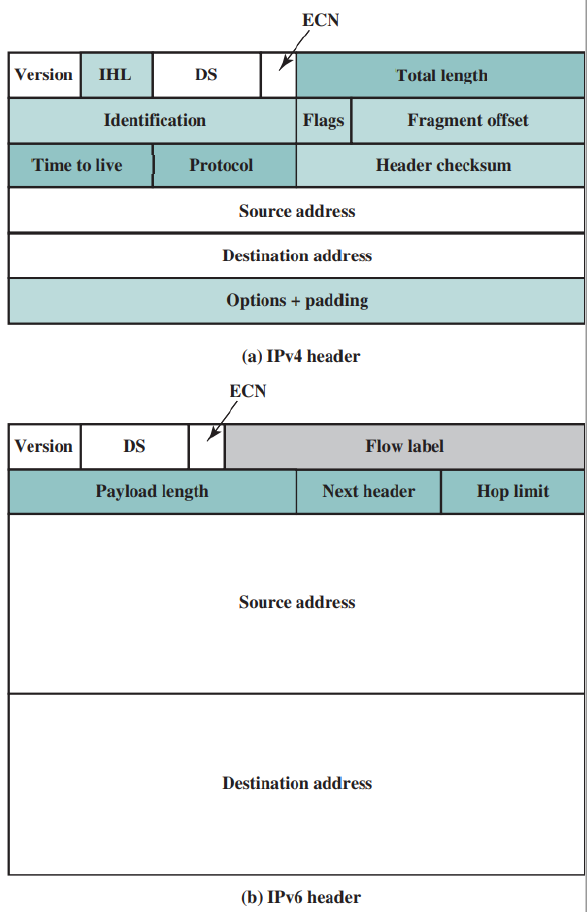 ECN
Version IHL DS Total length
Identification Flags Fragment offset
Time to live Protocol Header checksum
Source address
Destination address
Options + padding
(a) IPv4 header
ECN
Version DS Flow label
Payload length Next header Hop limit
Source address
Destination address
(b) IPv6 header